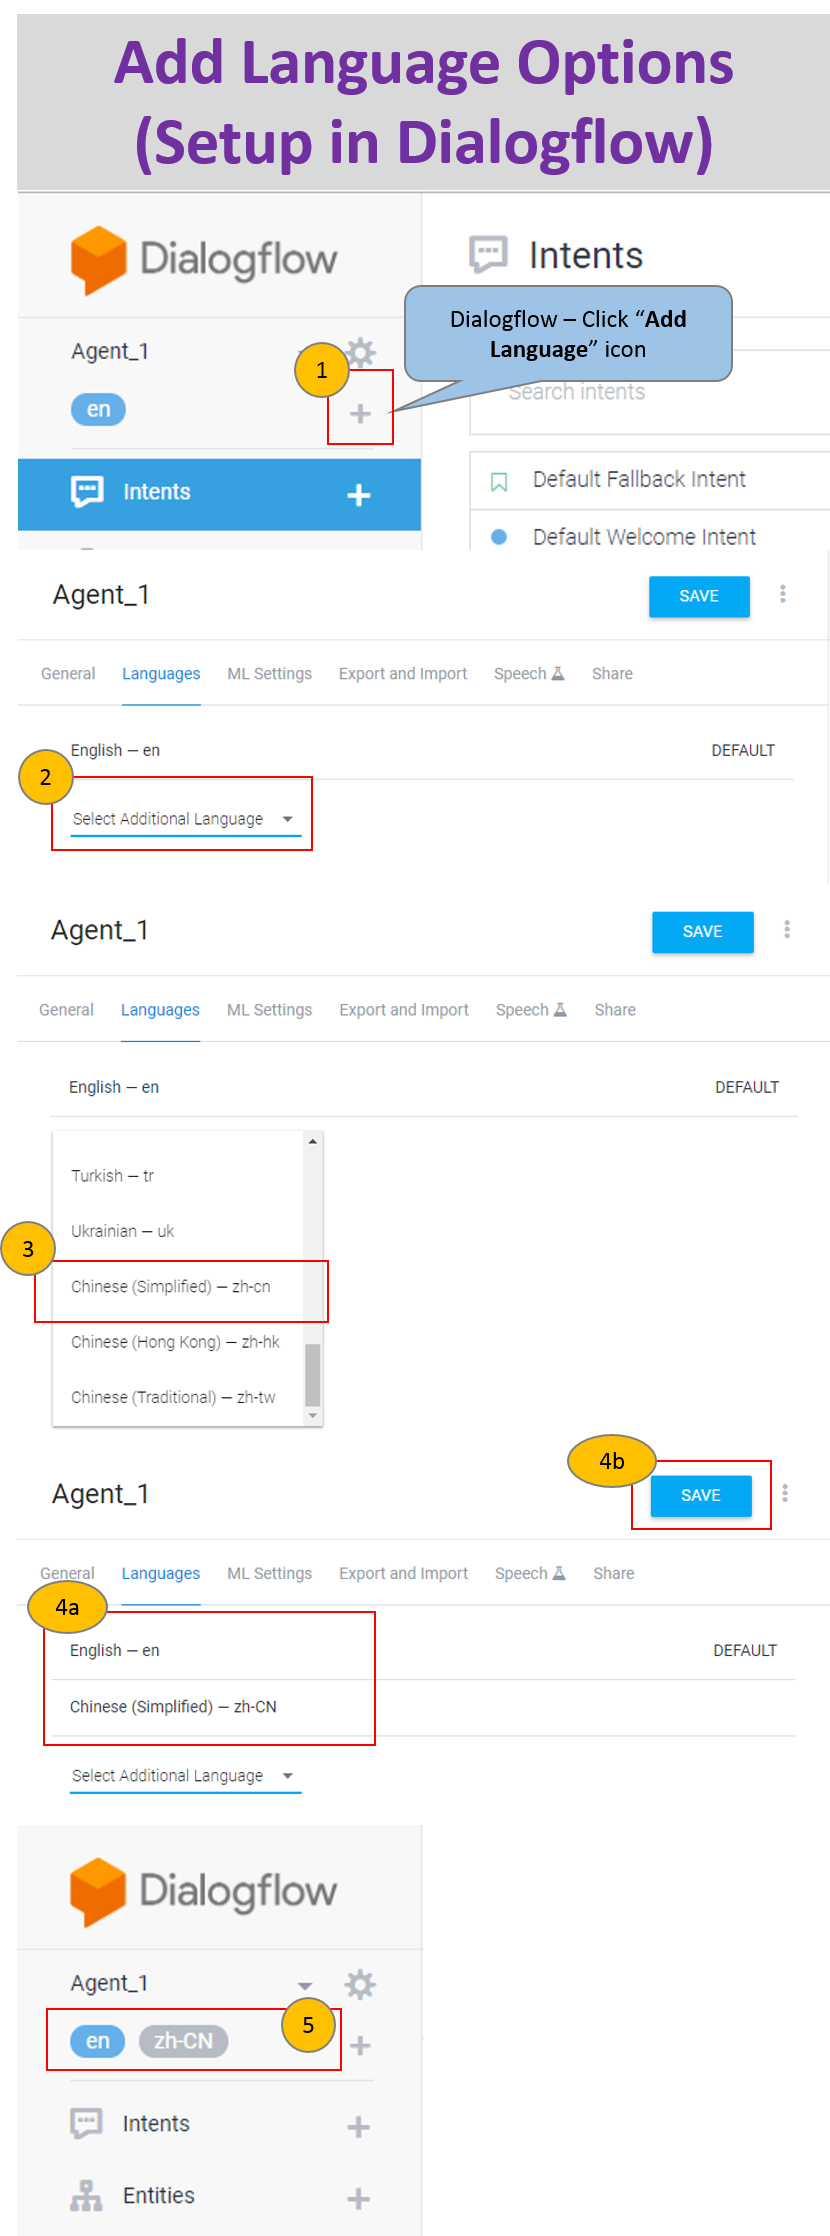 Add Language Options
(Setup in Dialogflow)
Dialogflow
Intents
Dialogflow – Click “Add
Language” icon
Agent_1
1
en
+
Search intents
Intents
+
Default Fallback Intent
Default Welcome Intent
Agent_1
SAVE
General Languages ML Settings Export and Import Speech Share
English — en DEFAULT
2
Select Additional Language
Agent_1
SAVE
General Languages ML Settings Export and Import Speech Share
English — en DEFAULT
Turkish — tr
Ukrainian — uk
3
Chinese (Simplified) — zh-cn
Chinese (Hong Kong) — zh-hk
Chinese (Traditional) — zh-tw
4b
Agent_1
SAVE
General Languages ML Settings Export and Import Speech Share
4a
English — en DEFAULT
Chinese (Simplified) — zh-CN
Select Additional Language
Dialogflow
Agent_1
5
en zh-CN +
Intents +
Entities +